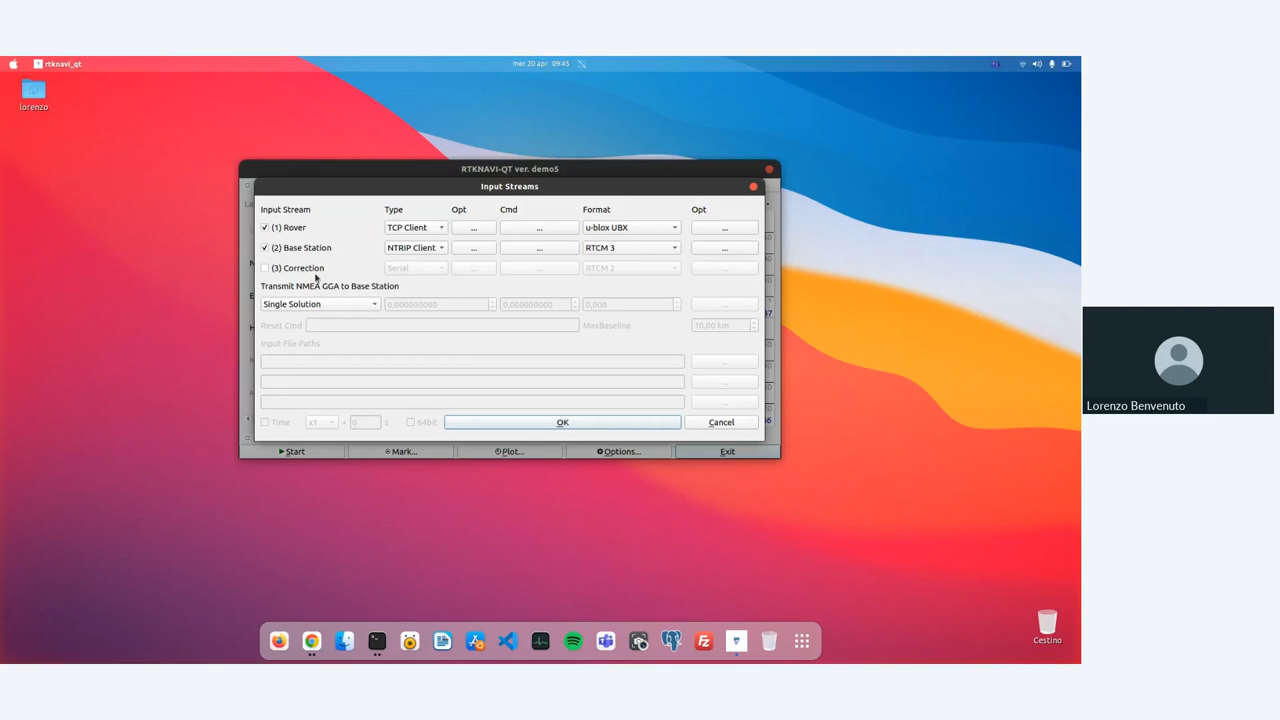 rtknavi_qt
mer 20 apr 09:45
lorenzo
RTKNAVI-QT ver. demo5
Input Streams
Input Stream Type Opt Cmd Format Opt
(1) Rover TCP Client ... ... u-blox UBX ...
(2) Base Station NTRIP Client ... ... RTCM 3 ...
(3) Correction Serial ... ... RTCM 2 ...
Transmit NMEA GGA to Base Station
Single Solution 0,000000000 0,000000000 0,000 ...
Reset Cmd MaxBaseline 10,00 km
Input File Paths
...
...
...
Time x1 + 0 s 64bit OK Cancel
Start Mark... Plot... Options... Exit
Lorenzo Benvenuto
Cestino